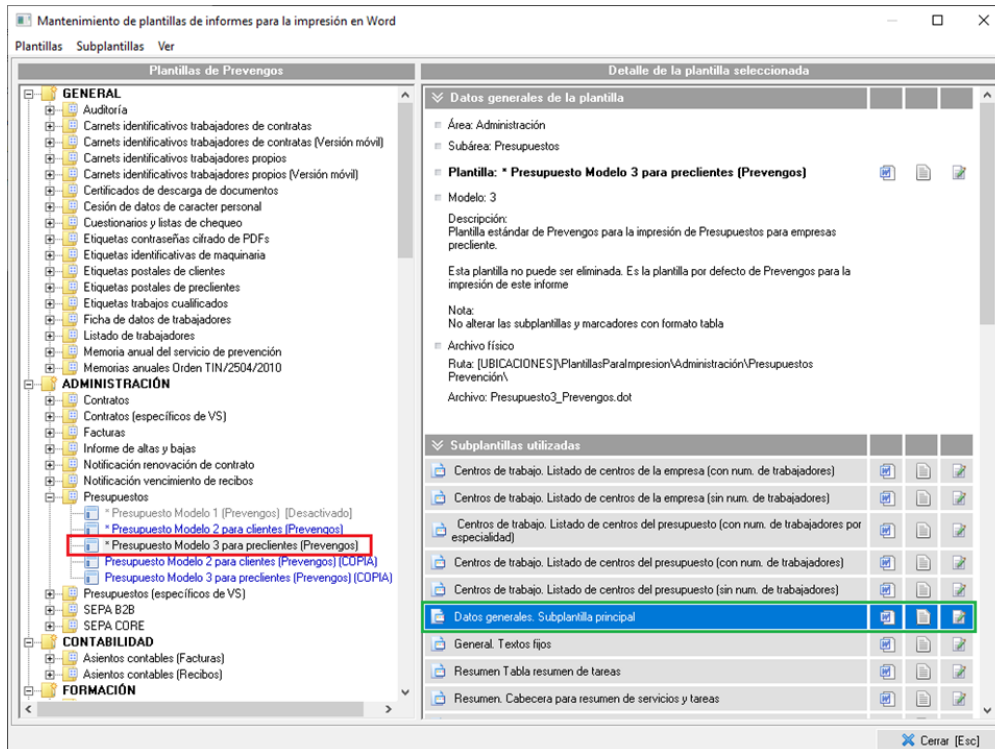 Mantenimiento de plantillas de informes para la impresión en Word
Plantillas Subplantillas Ver
Plantillas de Prevengos
GENERAL
Auditoría
Carnets identificativos trabajadores de contratas
Carnets identificativos trabajadores de contratas (Versión móvil)
Carnets identificativos trabajadores propios
Carnets identificativos trabajadores propios (Versión móvil)
Certificados de descarga de documentos
Cesión de datos de caracter personal
Cuestionarios y listas de chequeo
Etiquetas contraseñas cifrado de PDFs
Etiquetas identificativas de maquinaria
Etiquetas postales de clientes
Etiquetas postales de preclientes
Etiquetas trabajos cualificados
Ficha de datos de trabajadores
Listado de trabajadores
Memoria anual del servicio de prevención
Memorias anuales Orden TIN/2504/2010
ADMINISTRACIÓN
Contratos
Contratos (específicos de VS)
Facturas
Informe de altas y bajas
Notificación renovación de contrato
Notificación vencimiento de recibos
Presupuestos
* Presupuesto Modelo 1 (Prevengos) [Desactivado]
* Presupuesto Modelo 2 para clientes (Prevengos)
* Presupuesto Modelo 3 para preclientes (Prevengos)
Presupuesto Modelo 2 para clientes (Prevengos) (COPIA)
Presupuesto Modelo 3 para preclientes (Prevengos) (COPIA)
Presupuestos (específicos de VS)
SEPA B2B
SEPA CORE
CONTABILIDAD
Asientos contables (Facturas)
Asientos contables (Recibos)
FORMACIÓN
Detalle de la plantilla seleccionada
Datos generales de la plantilla
Área: Administración
Subárea: Presupuestos
Plantilla: * Presupuesto Modelo 3 para preclientes (Prevengos)
Modelo: 3
Descripción:
Plantilla estándar de Prevengos para la impresión de Presupuestos para empresas
precliente.
Esta plantilla no puede ser eliminada. Es la plantilla por defecto de Prevengos para la
impresión de este informe
Nota:
No alterar las subplantillas y marcadores con formato tabla
Archivo físico
Ruta: [UBICACIONES]\PlantillasParaImpresion\Administración\Presupuestos
Prevención\
Archivo: Presupuesto3_Prevengos.dot
Subplantillas utilizadas
Centros de trabajo. Listado de centros de la empresa (con num. de trabajadores)
Centros de trabajo. Listado de centros de la empresa (sin num. de trabajadores)
Centros de trabajo. Listado de centros del presupuesto (con num. de trabajadores por
especialidad)
Centros de trabajo. Listado de centros del presupuesto (con num. de trabajadores)
Centros de trabajo. Listado de centros del presupuesto (sin num. de trabajadores)
Datos generales. Subplantilla principal
General. Textos fijos
Resumen Tabla resumen de tareas
Resumen. Cabecera para resumen de servicios y tareas
Cerrar [Esc]